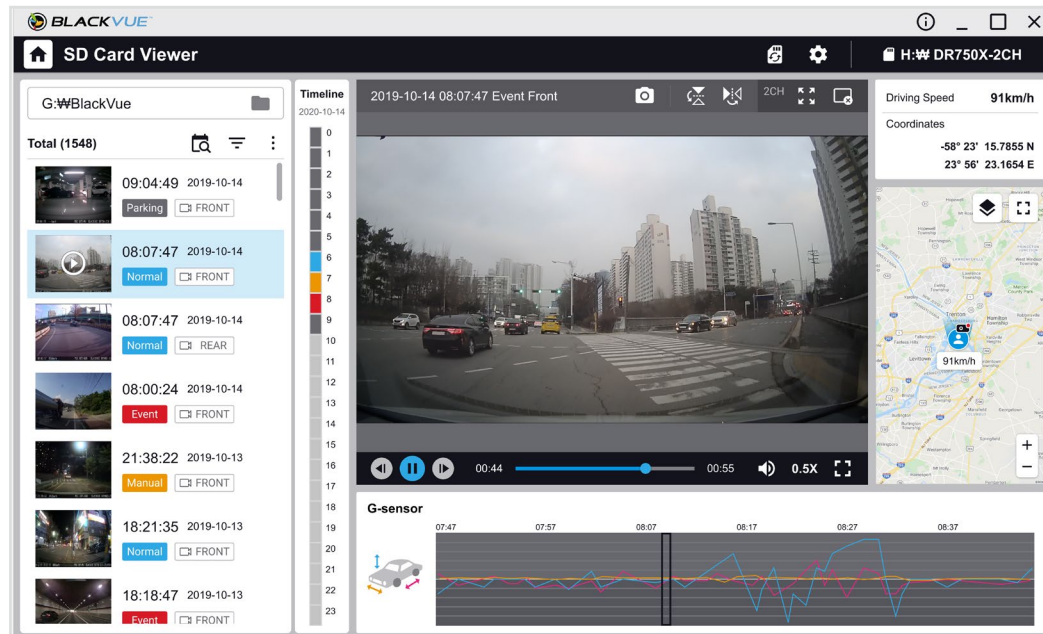 BLACKVUE
SD Card Viewer
H:₩ DR750X-2CH
G:₩BlackVue
Total (1548)
09:04:49 2019-10-14
Parking FRONT
08:07:47 2019-10-14
Normal FRONT
08:07:47 2019-10-14
Normal REAR
08:00:24 2019-10-14
Event FRONT
21:38:22 2019-10-13
Manual FRONT
18:21:35 2019-10-13
Normal FRONT
18:18:47 2019-10-13
Event FRONT
Timeline
2020-10-14
0
1
2
3
4
5
6
7
8
9
10
11
12
13
14
15
16
17
18
19
20
21
22
23
2019-10-14 08:07:47 Event Front
2CH
00:44
00:55
0.5X
Driving Speed 91km/h
Coordinates
-58° 23' 15.7855 N
23° 56' 23.1654 E
Trenton
Hamilton
Township
Levittown
91km/h
+
−
G-sensor
07:47 07:57 08:07 08:17 08:27 08:37